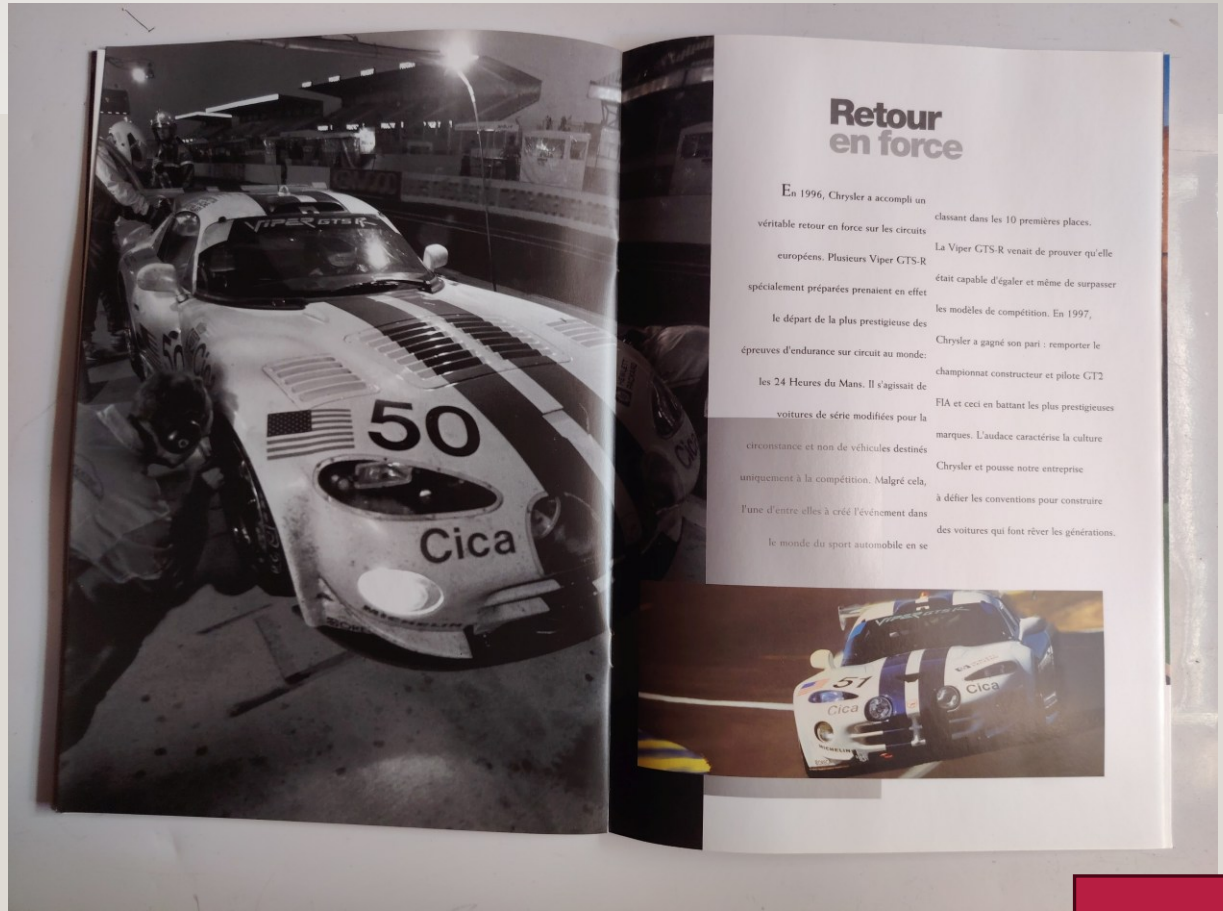 VIPER GTS-R
50
50
Cica
MICHELIN
Cica
Retour
en force
En 1996, Chrysler a accompli un
véritable retour en force sur les circuits
européens. Plusieurs Viper GTS-R
spécialement préparées prenaient en effet
le départ de la plus prestigieuse des
épreuves d'endurance sur circuit au monde:
les 24 Heures du Mans. Il s'agissait de
voitures de série modifiées pour la
circonstance et non de véhicules destinés
uniquement à la compétition. Malgré cela,
l'une d'entre elles à créé l'événement dans
le monde du sport automobile en se
classant dans les 10 premières places.
La Viper GTS-R venait de prouver qu'elle
était capable d'égaler et même de surpasser
les modèles de compétition. En 1997,
Chrysler a gagné son pari : remporter le
championnat constructeur et pilote GT2
FIA et ceci en battant les plus prestigieuses
marques. L'audace caractérise la culture
Chrysler et pousse notre entreprise
à défier les conventions pour construire
des voitures qui font rêver les générations.
VIPER GTS-R
51
Cica
Cica
MICHELIN